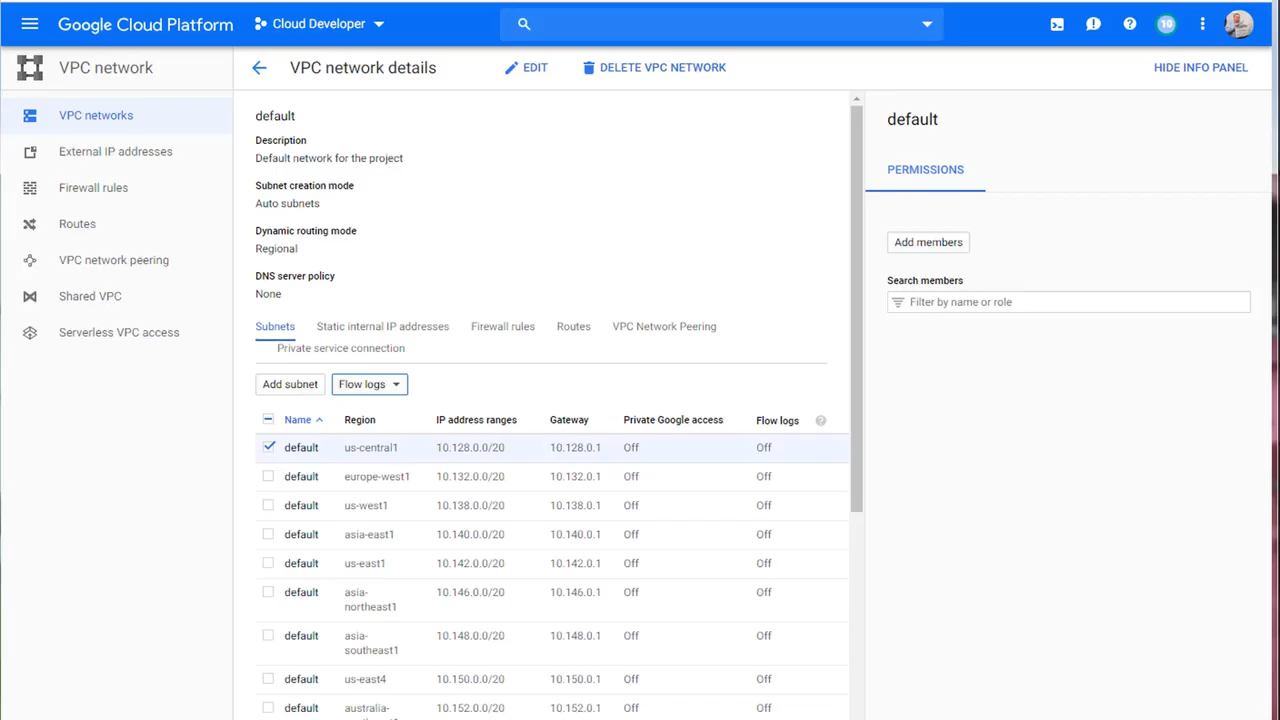 Google Cloud Platform Cloud Developer 10
VPC network
VPC network details EDIT DELETE VPC NETWORK HIDE INFO PANEL
VPC networks
External IP addresses
Firewall rules
Routes
VPC network peering
Shared VPC
Serverless VPC access
default
Description
Default network for the project
Subnet creation mode
Auto subnets
Dynamic routing mode
Regional
DNS server policy
None
Subnets Static internal IP addresses Firewall rules Routes VPC Network Peering
Private service connection
Add subnet Flow logs
Name Region IP address ranges Gateway Private Google access Flow logs
default us-central1 10.128.0.0/20 10.128.0.1 Off Off
default europe-west1 10.132.0.0/20 10.132.0.1 Off Off
default us-west1 10.138.0.0/20 10.138.0.1 Off Off
default asia-east1 10.140.0.0/20 10.140.0.1 Off Off
default us-east1 10.142.0.0/20 10.142.0.1 Off Off
default asia- 10.146.0.0/20 10.146.0.1 Off Off
northeast1
default asia- 10.148.0.0/20 10.148.0.1 Off Off
southeast1
default us-east4 10.150.0.0/20 10.150.0.1 Off Off
default australia- 10.152.0.0/20 10.152.0.1 Off Off
default
PERMISSIONS
Add members
Search members
Filter by name or role